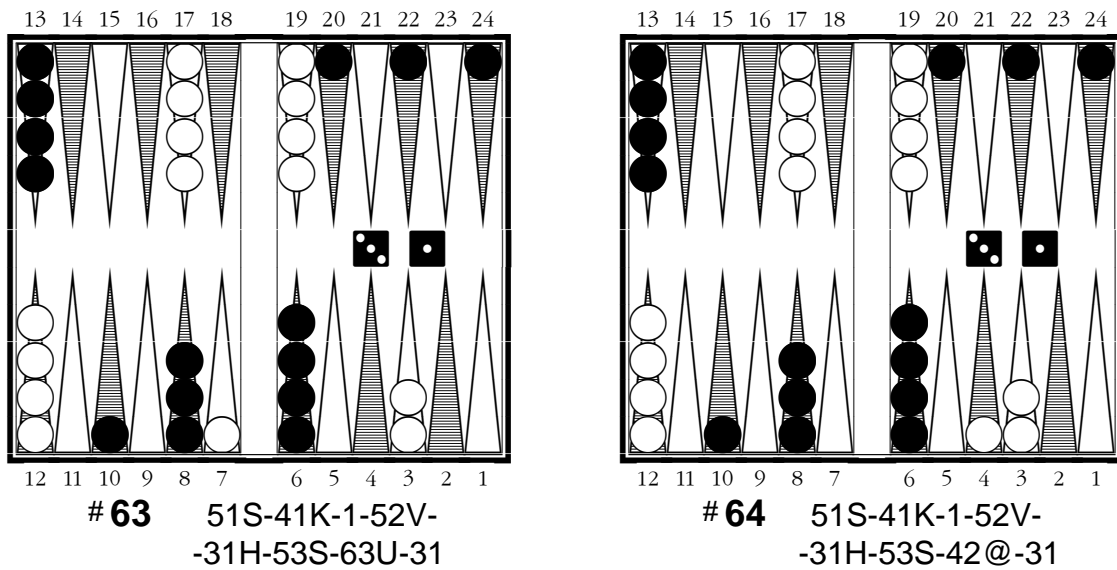 13 14 15 16 17 18 19 20 21 22 23 24
12 11 10 9 8 7 6 5 4 3 2 1
# 63 51S-41K-1-52V-
-31H-53S-63U-31
13 14 15 16 17 18 19 20 21 22 23 24
12 11 10 9 8 7 6 5 4 3 2 1
# 64 51S-41K-1-52V-
-31H-53S-42@-31